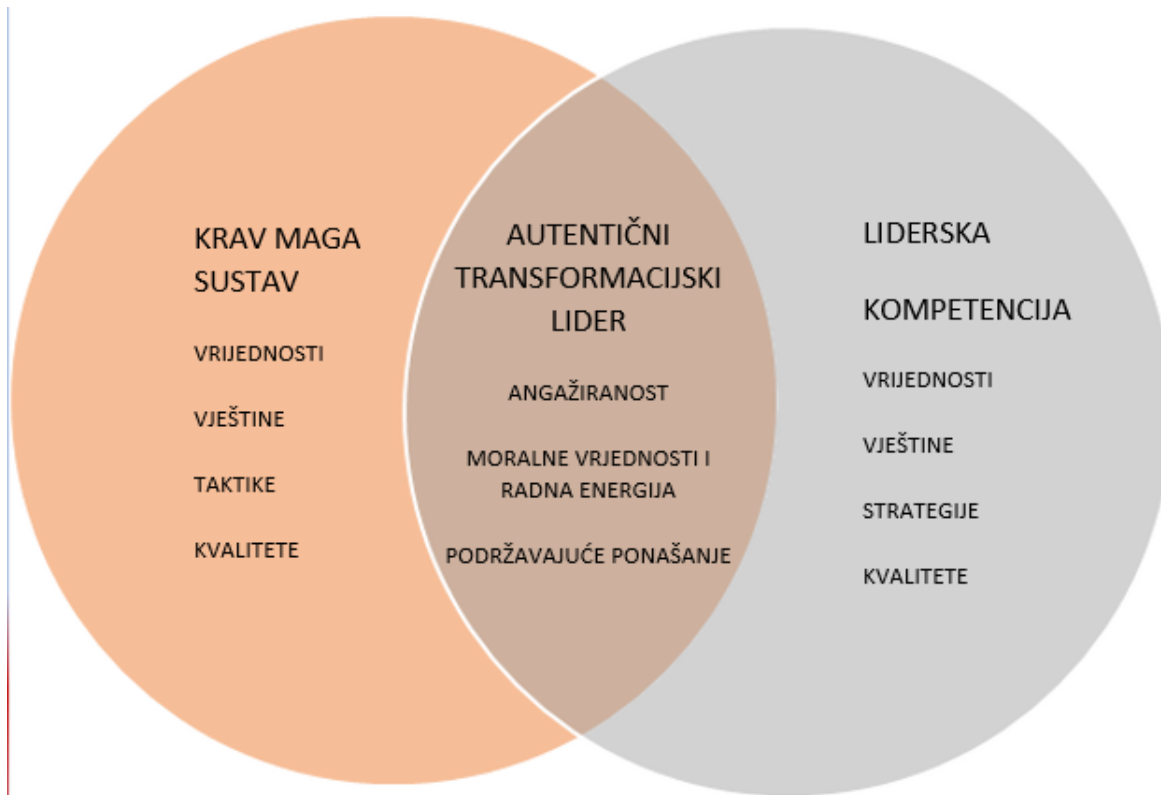 KRAV MAGA
SUSTAV
VRIJEDNOSTI
VJEŠTINE
TAKTIKE
KVALITETE
AUTENTIČNI
TRANSFORMACIJSKI
LIDER
ANGAŽIRANOST
MORALNE VRJEDNOSTI I
RADNA ENERGIJA
PODRŽAVAJUĆE PONAŠANJE
LIDERSKA
KOMPETENCIJA
VRIJEDNOSTI
VJEŠTINE
STRATEGIJE
KVALITETE